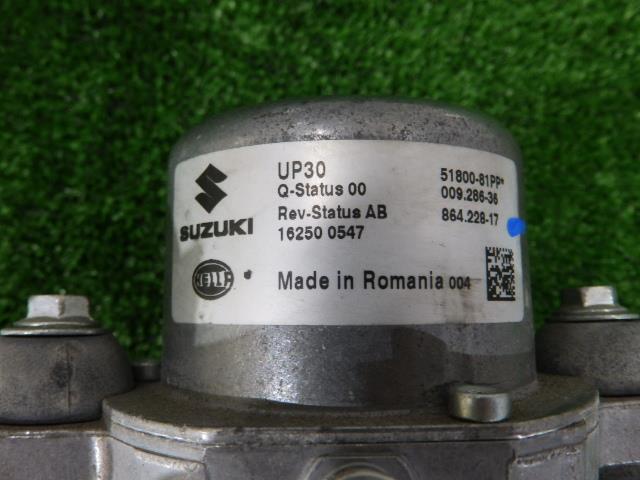 UP30
Q-Status 00
Rev-Status AB
16250 0547
51800-81PP*
009.286-36
864.228-17
SUZUKI
HELLA
Made in Romania 004